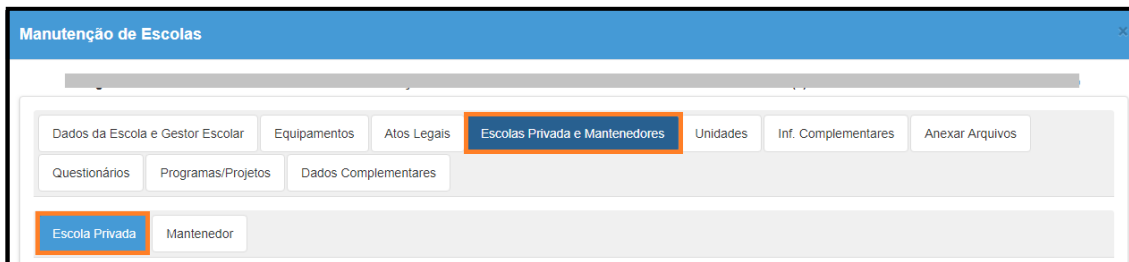 Manutenção de Escolas
×
Dados da Escola e Gestor Escolar Equipamentos Atos Legais Escolas Privada e Mantenedores Unidades Inf. Complementares Anexar Arquivos
Questionários Programas/Projetos Dados Complementares
Escola Privada Mantenedor